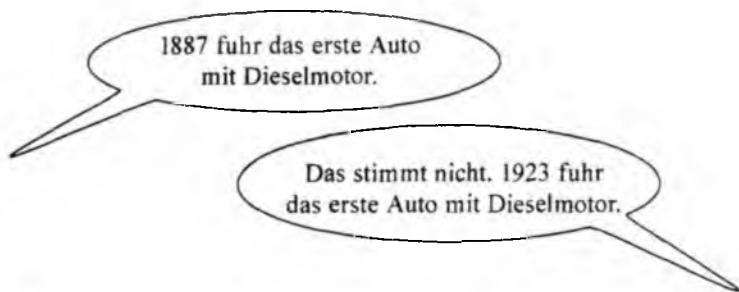 1887 fuhr das erste Auto
mit Dieselmotor.
Das stimmt nicht. 1923 fuhr
das erste Auto mit Dieselmotor.